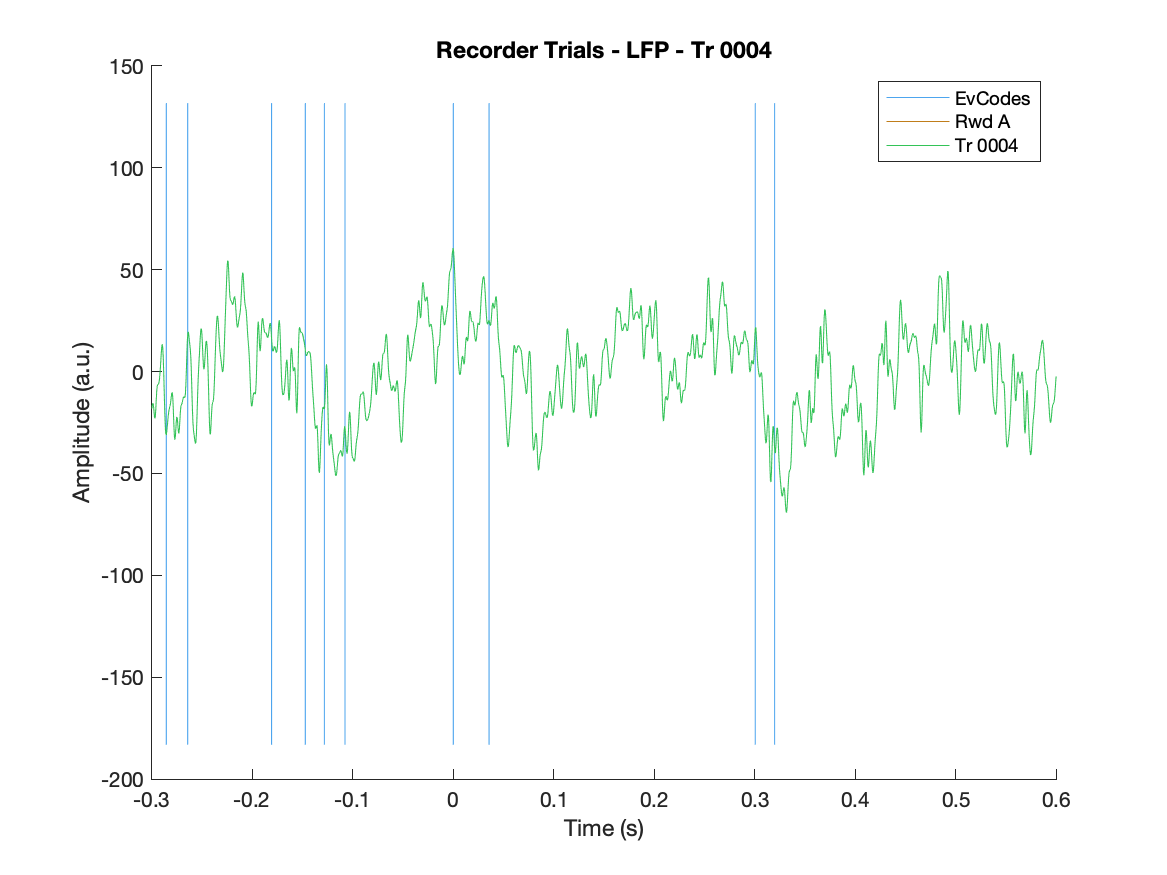 Recorder Trials - LFP - Tr 0004
150
100
50
0
-50
-100
-150
-200
Amplitude (a.u.)
EvCodes
Rwd A
Tr 0004
-0.3 -0.2 -0.1 0 0.1 0.2 0.3 0.4 0.5 0.6
Time (s)